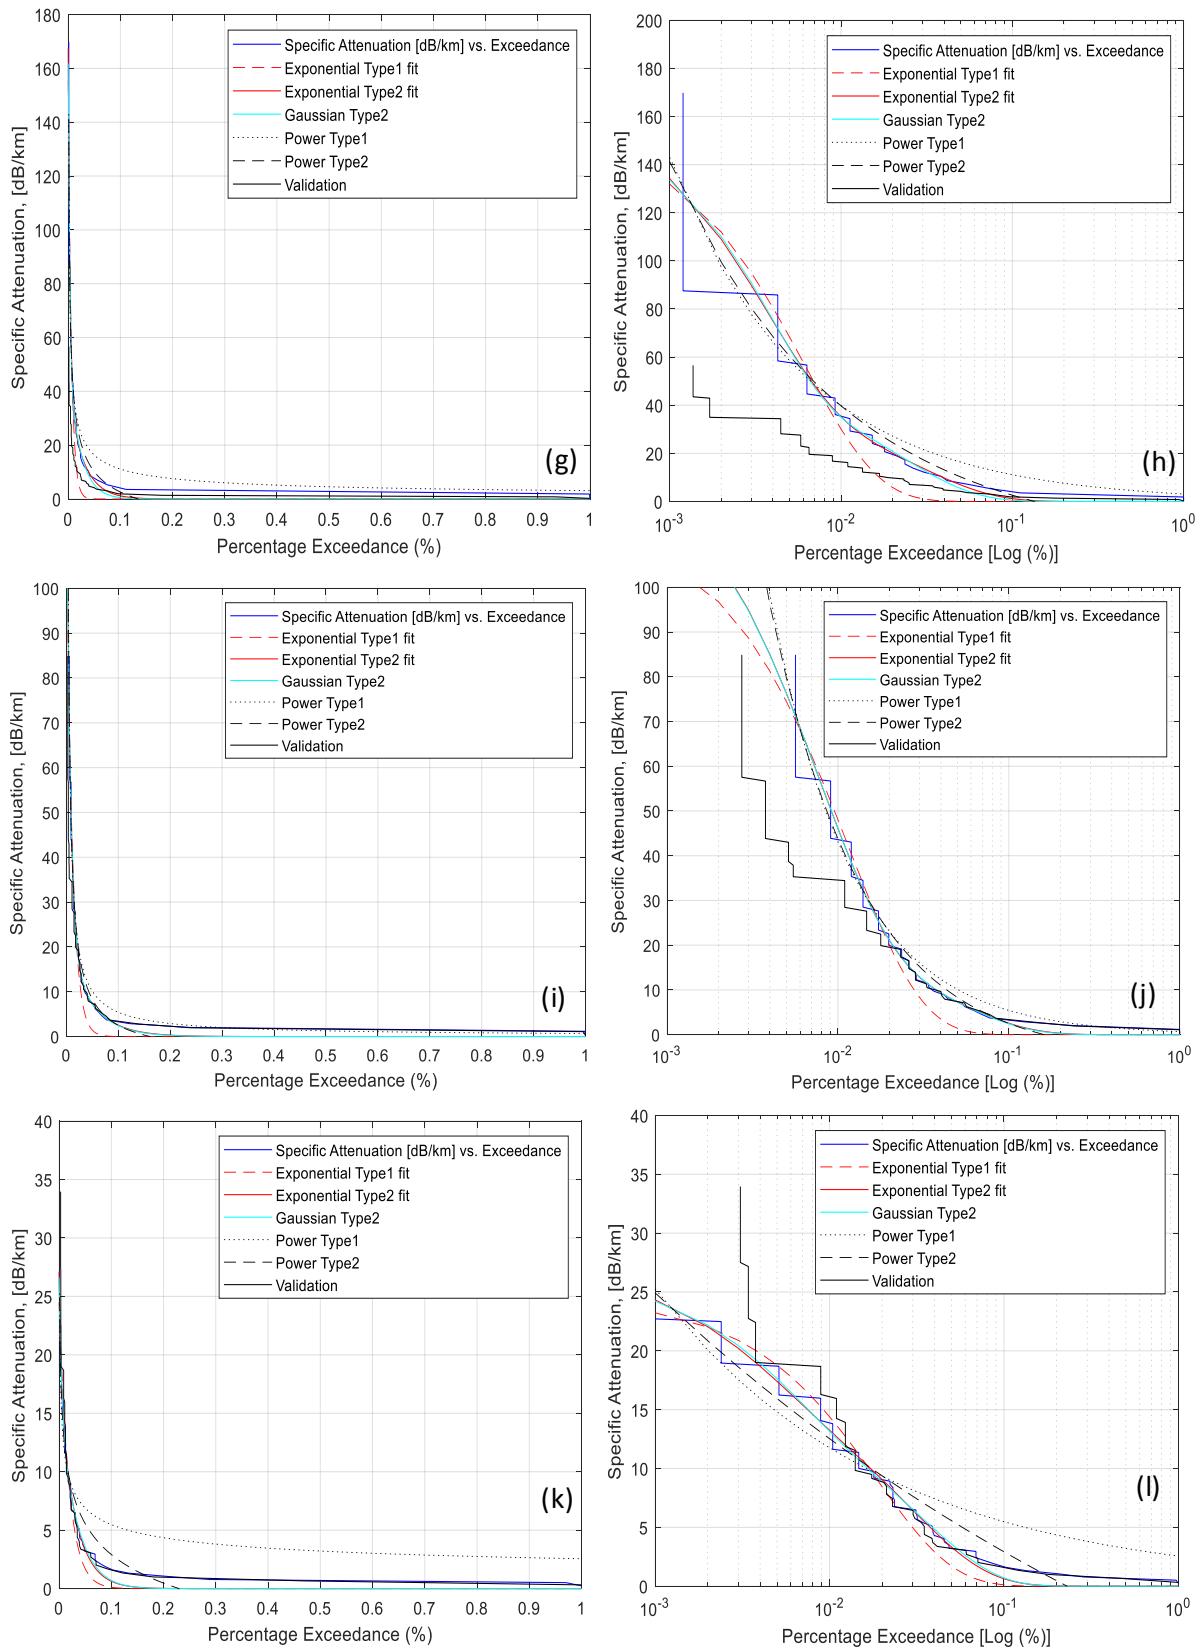 180
160
140
120
100
80
60
40
20
0
Specific Attenuation, [dB/km]
Specific Attenuation [dB/km] vs. Exceedance
Exponential Type1 fit
Exponential Type2 fit
Gaussian Type2
Power Type1
Power Type2
Validation
(g)
0 0.1 0.2 0.3 0.4 0.5 0.6 0.7 0.8 0.9 1
Percentage Exceedance (%)
200
180
160
140
120
100
80
60
40
20
0
Specific Attenuation, [dB/km]
Specific Attenuation [dB/km] vs. Exceedance
Exponential Type1 fit
Exponential Type2 fit
Gaussian Type2
Power Type1
Power Type2
Validation
(h)
10⁻³ 10⁻² 10⁻¹ 10⁰
Percentage Exceedance [Log (%)]
100
90
80
70
60
50
40
30
20
10
0
Specific Attenuation, [dB/km]
Specific Attenuation [dB/km] vs. Exceedance
Exponential Type1 fit
Exponential Type2 fit
Gaussian Type2
Power Type1
Power Type2
Validation
(i)
0 0.1 0.2 0.3 0.4 0.5 0.6 0.7 0.8 0.9 1
Percentage Exceedance (%)
100
90
80
70
60
50
40
30
20
10
0
Specific Attenuation, [dB/km]
Specific Attenuation [dB/km] vs. Exceedance
Exponential Type1 fit
Exponential Type2 fit
Gaussian Type2
Power Type1
Power Type2
Validation
(j)
10⁻³ 10⁻² 10⁻¹ 10⁰
Percentage Exceedance [Log (%)]
40
35
30
25
20
15
10
5
0
Specific Attenuation, [dB/km]
Specific Attenuation [dB/km] vs. Exceedance
Exponential Type1 fit
Exponential Type2 fit
Gaussian Type2
Power Type1
Power Type2
Validation
(k)
0 0.1 0.2 0.3 0.4 0.5 0.6 0.7 0.8 0.9 1
Percentage Exceedance (%)
40
35
30
25
20
15
10
5
0
Specific Attenuation, [dB/km]
Specific Attenuation [dB/km] vs. Exceedance
Exponential Type1 fit
Exponential Type2 fit
Gaussian Type2
Power Type1
Power Type2
Validation
(l)
10⁻³ 10⁻² 10⁻¹ 10⁰
Percentage Exceedance [Log (%)]